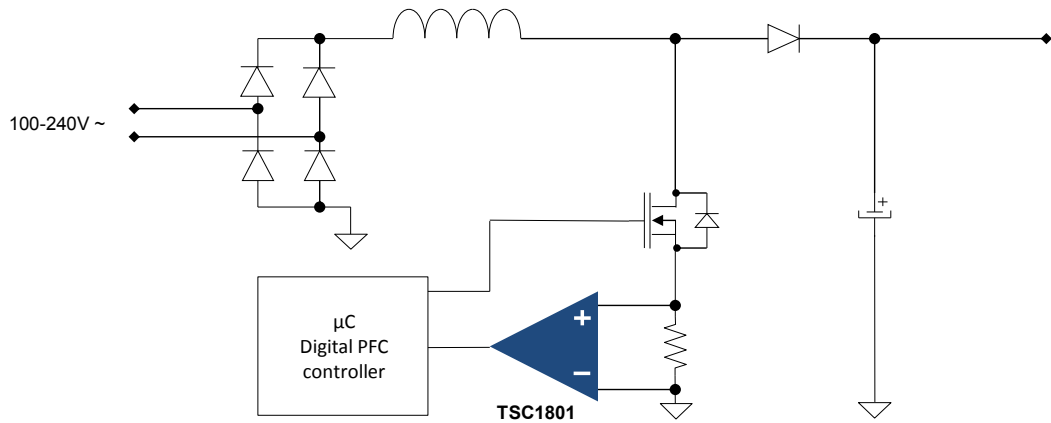 100-240V ~
+
µC
Digital PFC
controller
+
−
TSC1801